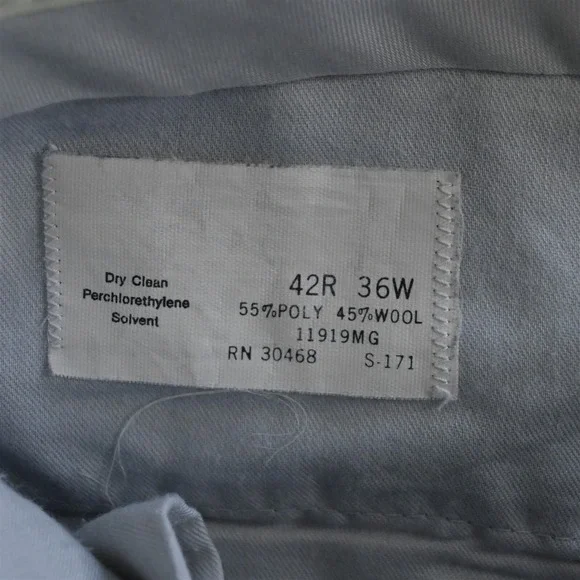 Dry Clean
Perchlorethylene
Solvent
42R 36W
55%POLY 45%WOOL
11919MG
RN 30468 S-171